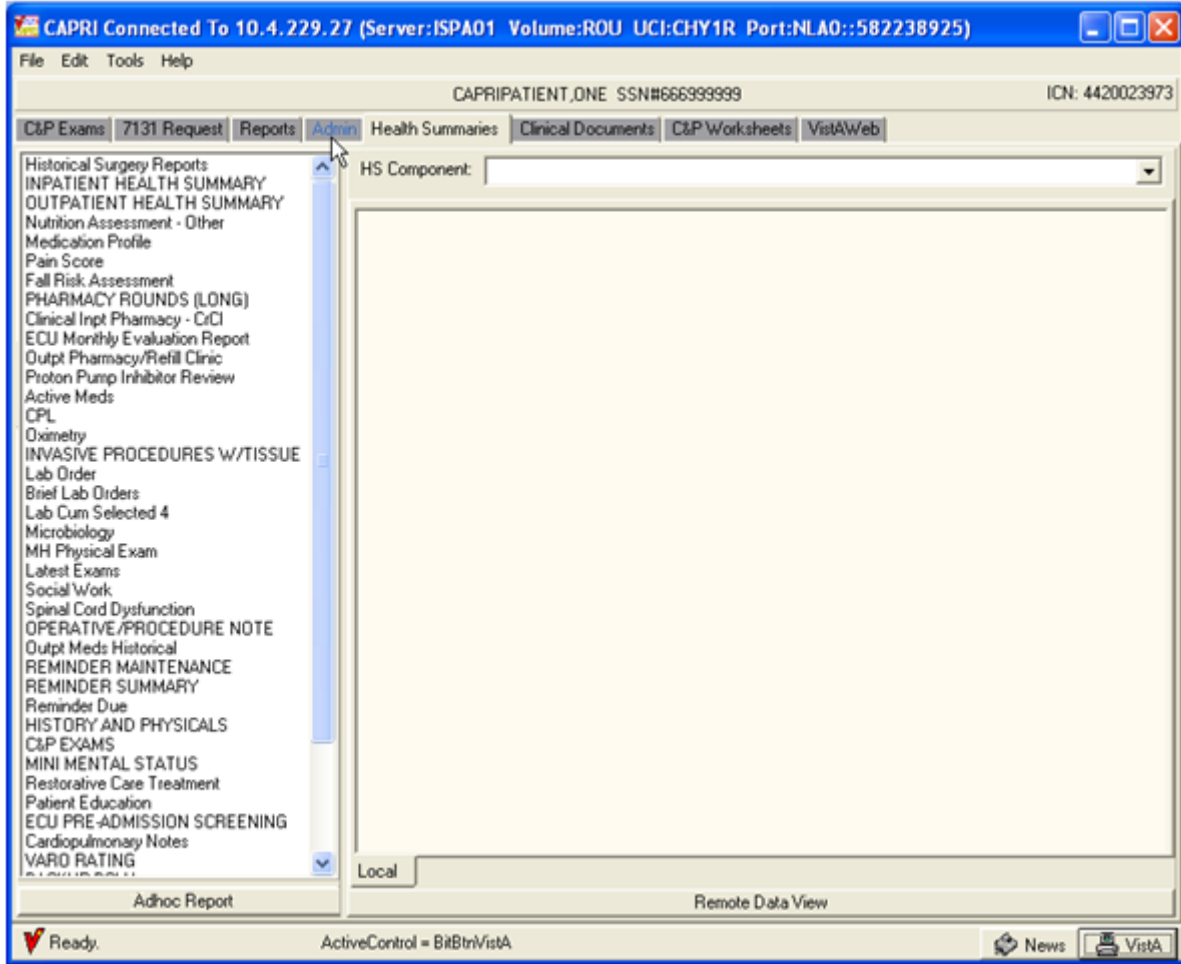 CAPRI Connected To 10.4.229.27 (Server:ISPA01 Volume:ROU UCI:CHY1R Port:NLA0::582238925)
File Edit Tools Help
CAPRIPATIENT,ONE SSN#666999999 ICN: 4420023973
C&P Exams 7131 Request Reports Admin Health Summaries Clinical Documents C&P Worksheets VistAWeb
Historical Surgery Reports
INPATIENT HEALTH SUMMARY
OUTPATIENT HEALTH SUMMARY
Nutrition Assessment - Other
Medication Profile
Pain Score
Fall Risk Assessment
PHARMACY ROUNDS (LONG)
Clinical Inpt Pharmacy - CrCl
ECU Monthly Evaluation Report
Outpt Pharmacy/Refill Clinic
Proton Pump Inhibitor Review
Active Meds
CPL
Oximetry
INVASIVE PROCEDURES W/TISSUE
Lab Order
Brief Lab Orders
Lab Cum Selected 4
Microbiology
MH Physical Exam
Latest Exams
Social Work
Spinal Cord Dysfunction
OPERATIVE/PROCEDURE NOTE
Outpt Meds Historical
REMINDER MAINTENANCE
REMINDER SUMMARY
Reminder Due
HISTORY AND PHYSICALS
C&P EXAMS
MINI MENTAL STATUS
Restorative Care Treatment
Patient Education
ECU PRE-ADMISSION SCREENING
Cardiopulmonary Notes
VARO RATING
Adhoc Report
HS Component:
Local
Remote Data View
Ready. ActiveControl = BitBtnVistA News VistA